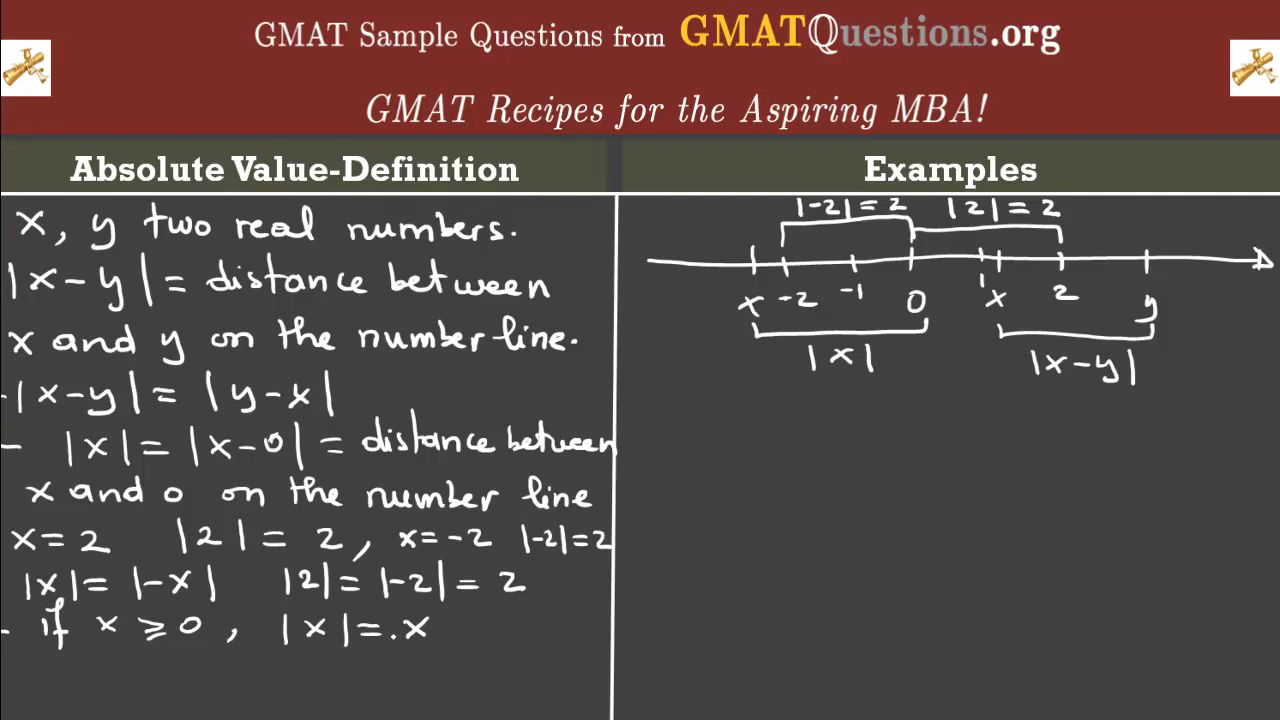 GMAT Sample Questions from GMATQuestions.org
GMAT Recipes for the Aspiring MBA!
Absolute Value-Definition
x, y two real numbers.
|x-y| = distance between
x and y on the number line.
-|x-y| = |y-x|
- |x| = |x-0| = distance between
x and 0 on the number line
x=2 |2| = 2, x=-2 |-2|=2
|x|= |-x| |2|= |-2| = 2
- if x ≥ 0, |x|=.x
Examples
|-2| = 2 |2| = 2
x -2 -1 0 1 x 2 y
|x| |x-y|